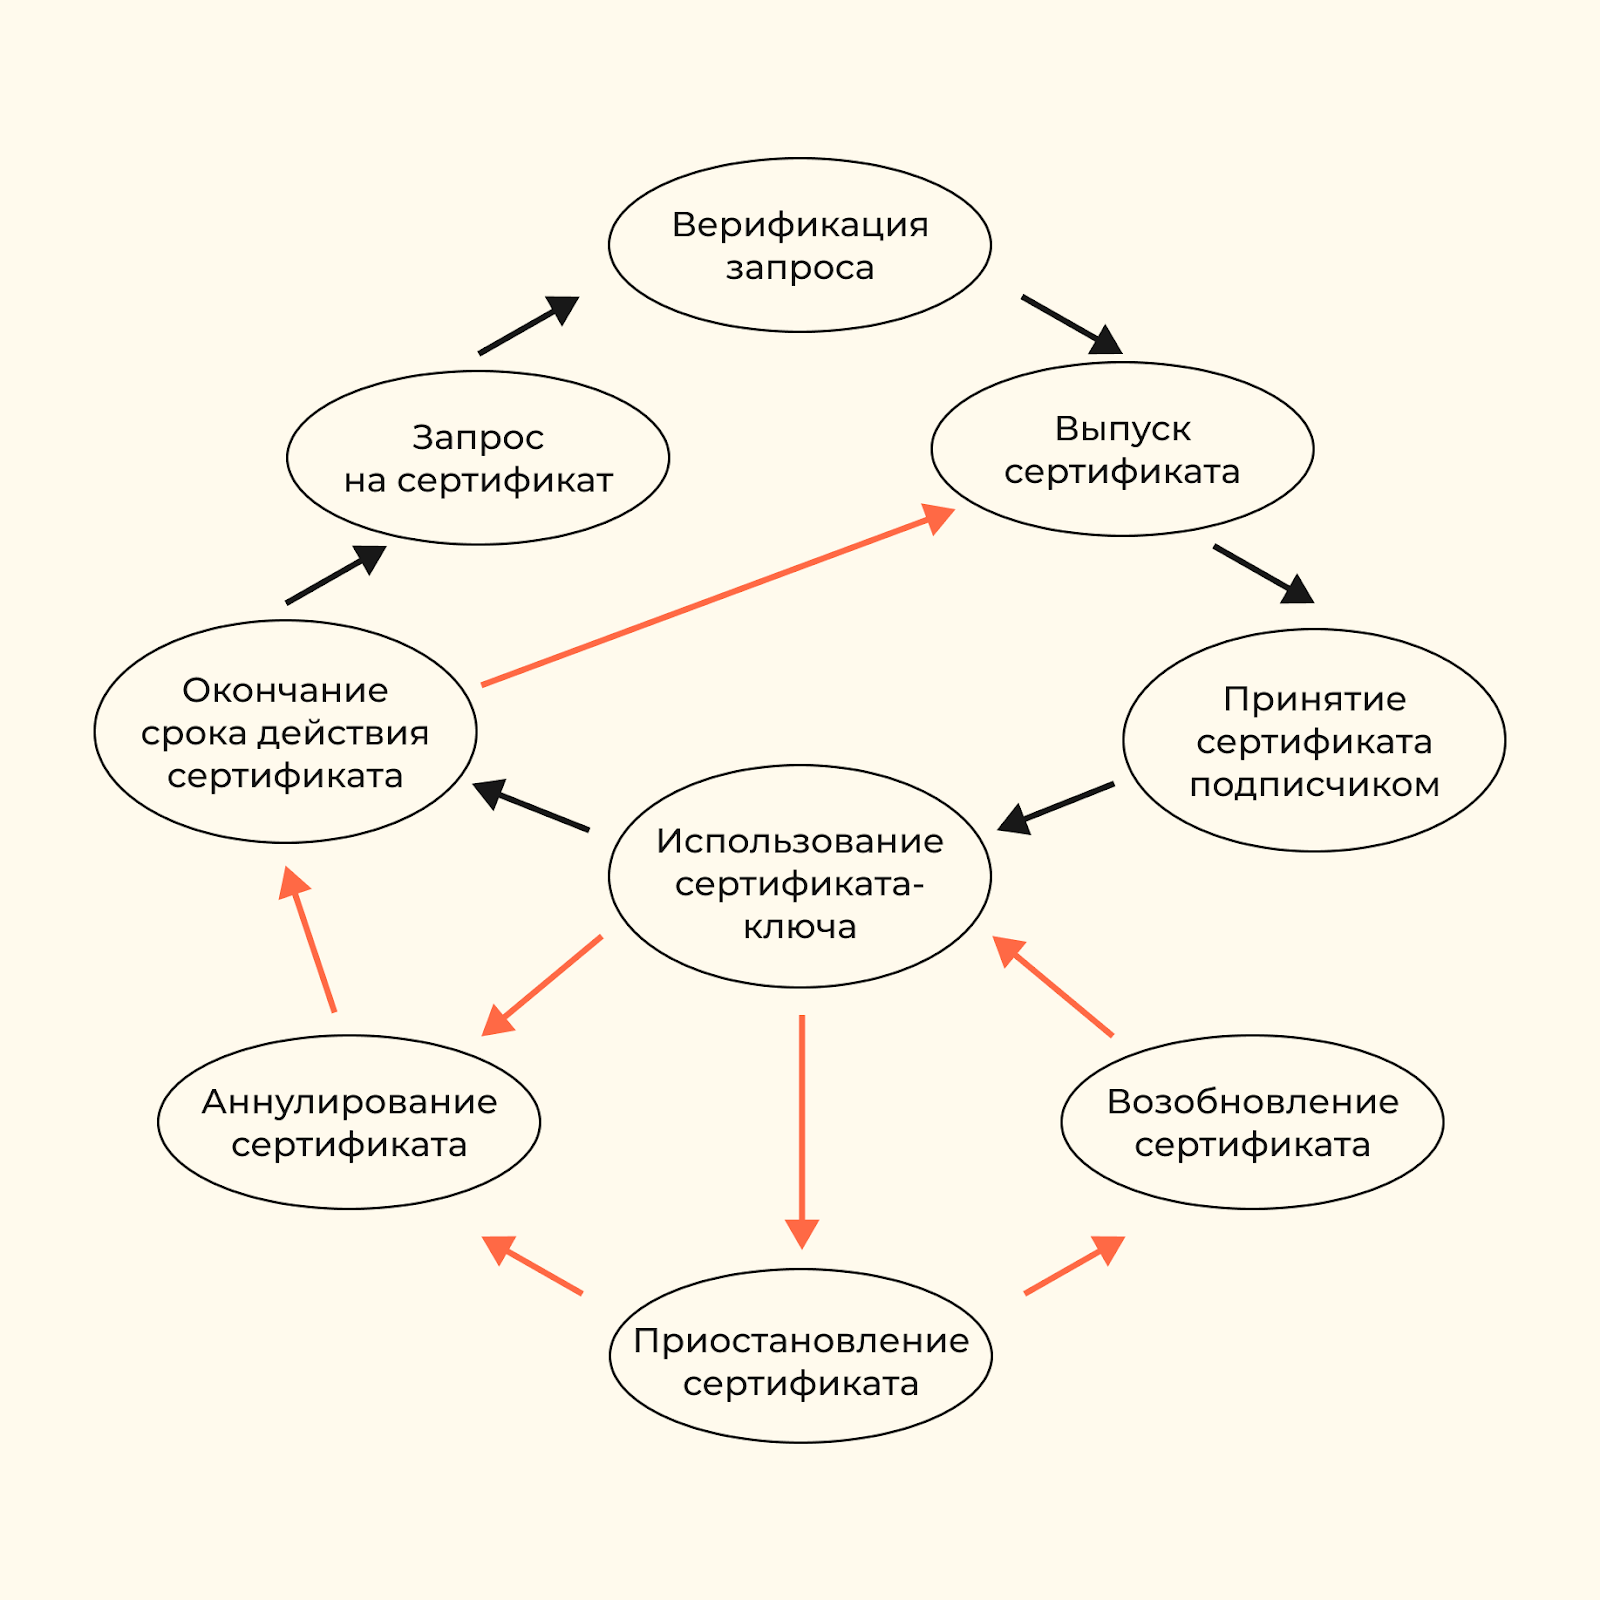 Верификация
запроса
Запрос
на сертификат
Выпуск
сертификата
Окончание
срока действия
сертификата
Принятие
сертификата
подписчиком
Использование
сертификата-
ключа
Аннулирование
сертификата
Возобновление
сертификата
Приостановление
сертификата